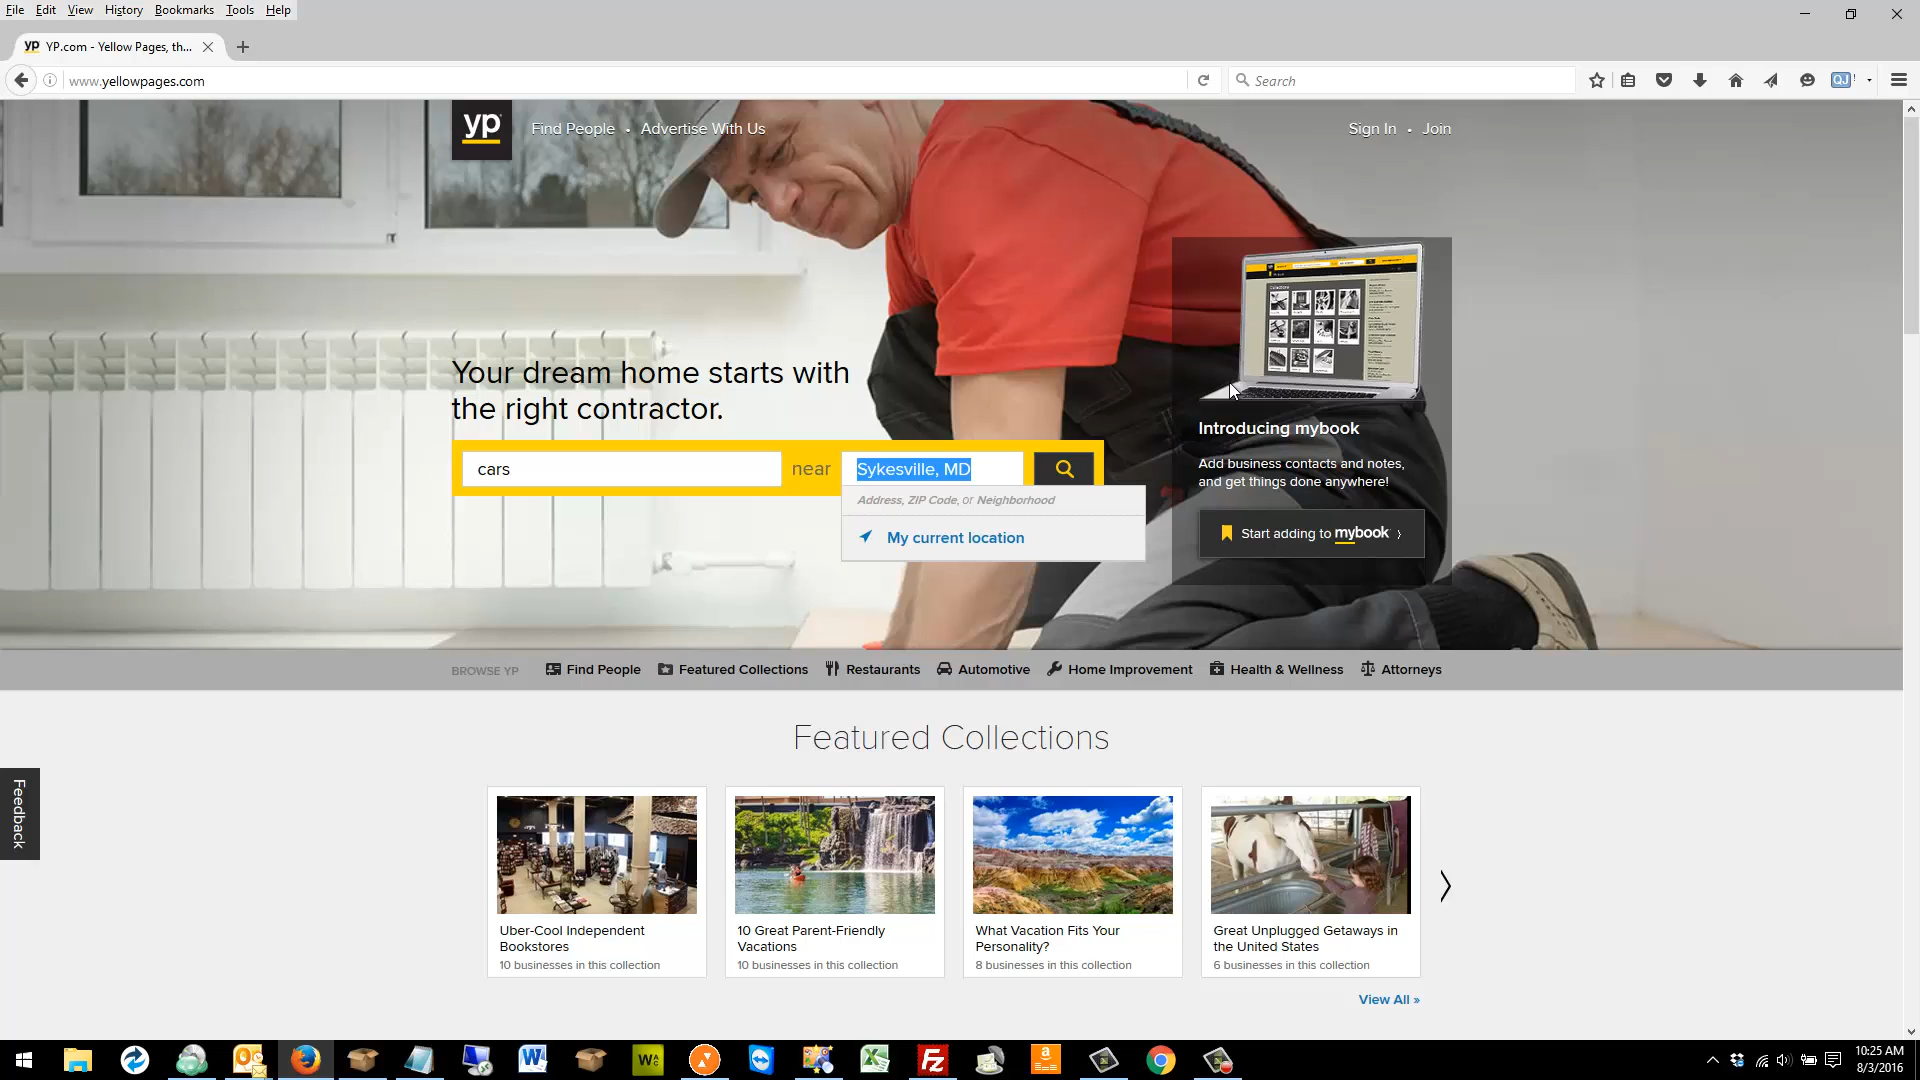 File Edit View History Bookmarks Tools Help
yp YP.com - Yellow Pages, th...
www.yellowpages.com
Search
QJ !
yp
Find People • Advertise With Us
Sign In • Join
Your dream home starts with
the right contractor.
cars near Sykesville, MD
Address, ZIP Code, or Neighborhood
My current location
Introducing mybook
Add business contacts and notes,
and get things done anywhere!
Start adding to mybook
BROWSE YP Find People Featured Collections Restaurants Automotive Home Improvement Health & Wellness Attorneys
Featured Collections
Feedback
Uber-Cool Independent
Bookstores
10 businesses in this collection
10 Great Parent-Friendly
Vacations
10 businesses in this collection
What Vacation Fits Your
Personality?
8 businesses in this collection
Great Unplugged Getaways in
the United States
6 businesses in this collection
View All »
10:25 AM
8/3/2016